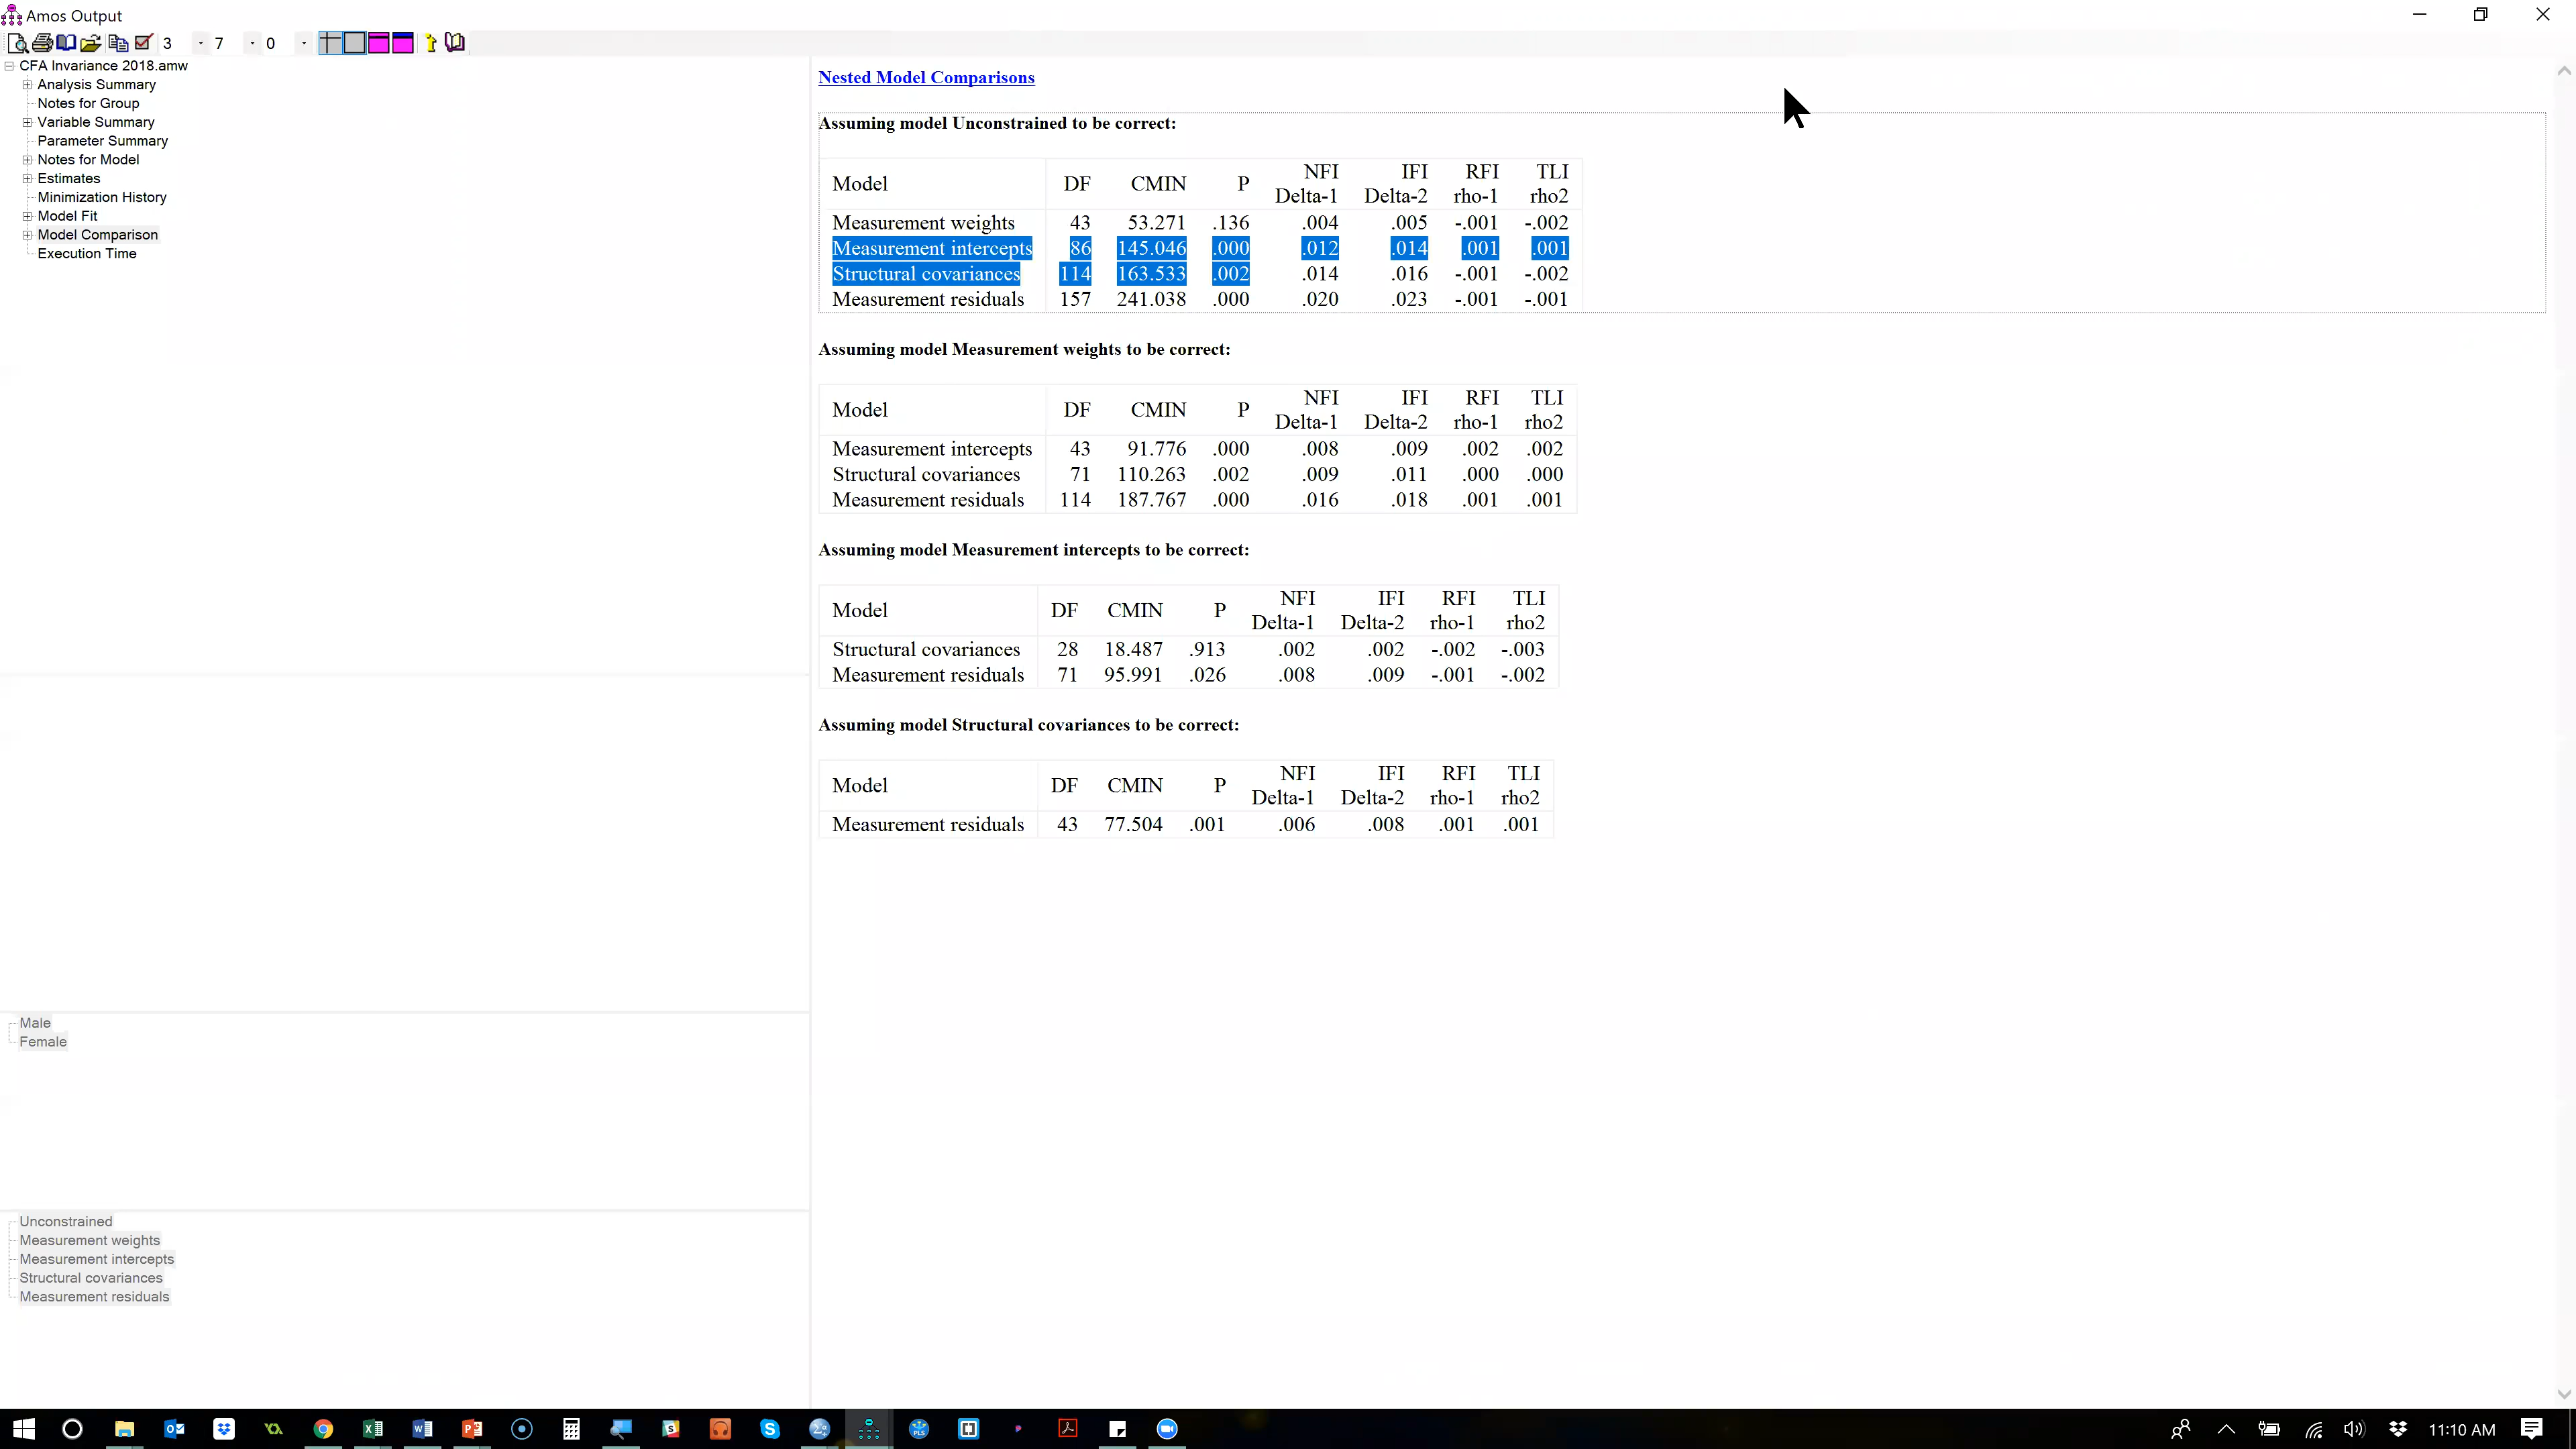 Amos Output
3 7 0
CFA Invariance 2018.amw
Analysis Summary
Notes for Group
Variable Summary
Parameter Summary
Notes for Model
Estimates
Minimization History
Model Fit
Model Comparison
Execution Time
Male
Female
Unconstrained
Measurement weights
Measurement intercepts
Structural covariances
Measurement residuals
Nested Model Comparisons
Assuming model Unconstrained to be correct:
Model DF CMIN P NFI Delta-1 IFI Delta-2 RFI rho-1 TLI rho2
Measurement weights 43 53.271 .136 .004 .005 -.001 -.002
Measurement intercepts 86 145.046 .000 .012 .014 .001 .001
Structural covariances 114 163.533 .002 .014 .016 -.001 -.002
Measurement residuals 157 241.038 .000 .020 .023 -.001 -.001
Assuming model Measurement weights to be correct:
Model DF CMIN P NFI Delta-1 IFI Delta-2 RFI rho-1 TLI rho2
Measurement intercepts 43 91.776 .000 .008 .009 .002 .002
Structural covariances 71 110.263 .002 .009 .011 .000 .000
Measurement residuals 114 187.767 .000 .016 .018 .001 .001
Assuming model Measurement intercepts to be correct:
Model DF CMIN P NFI Delta-1 IFI Delta-2 RFI rho-1 TLI rho2
Structural covariances 28 18.487 .913 .002 .002 -.002 -.003
Measurement residuals 71 95.991 .026 .008 .009 -.001 -.002
Assuming model Structural covariances to be correct:
Model DF CMIN P NFI Delta-1 IFI Delta-2 RFI rho-1 TLI rho2
Measurement residuals 43 77.504 .001 .006 .008 .001 .001
11:10 AM